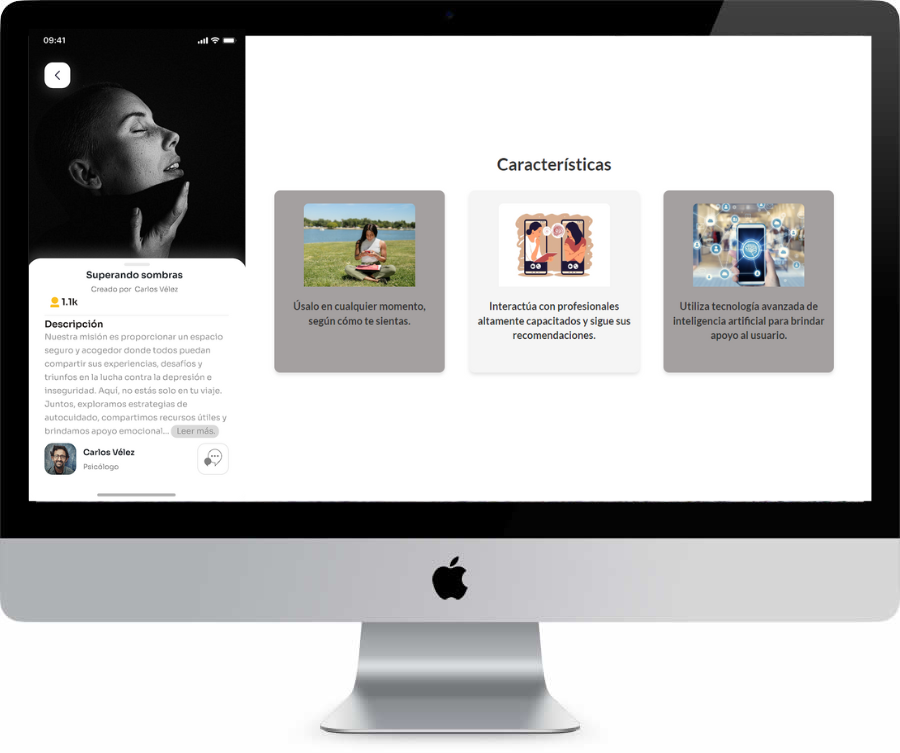 09:41
Superando sombras
Creado por Carlos Vélez
1.1k
Descripción
Nuestra misión es proporcionar un espacio
seguro y acogedor donde todos puedan
compartir sus experiencias, desafíos y
triunfos en la lucha contra la depresión e
inseguridad. Aquí, no estás solo en tu viaje.
Juntos, exploramos estrategias de
autocuidado, compartimos recursos útiles y
brindamos apoyo emocional... Leer más.
Carlos Vélez
Psicólogo
Características
Úsalo en cualquier momento,
según cómo te sientas.
Interactúa con profesionales
altamente capacitados y sigue sus
recomendaciones.
Utiliza tecnología avanzada de
inteligencia artificial para brindar
apoyo al usuario.